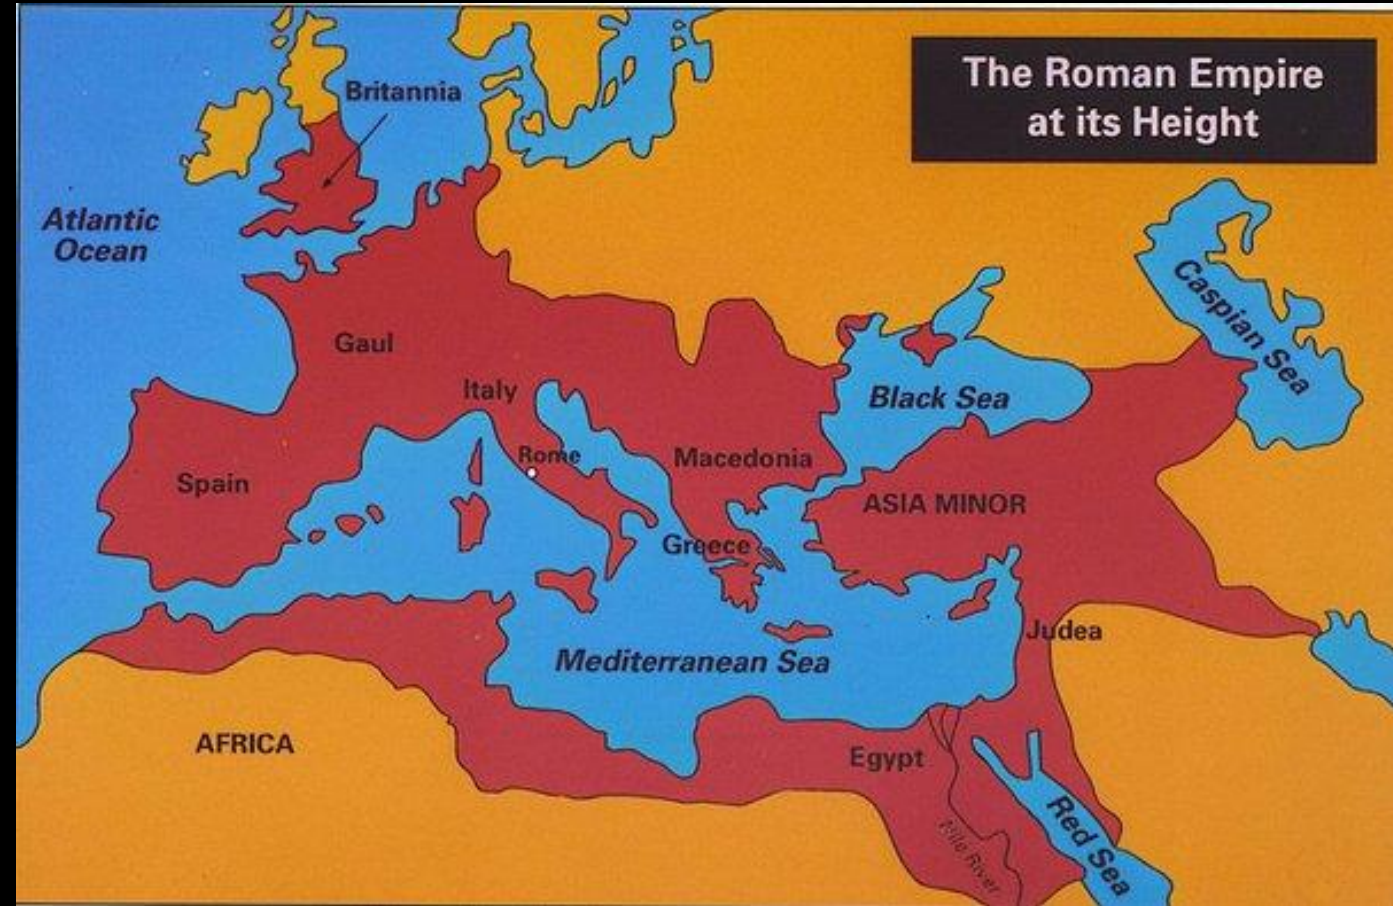 The Roman Empire
at its Height
Britannia
Atlantic
Ocean
Caspian Sea
Gaul
Italy
Black Sea
Rome
Macedonia
Spain
ASIA MINOR
Greece
Judea
Mediterranean Sea
AFRICA
Egypt
Nile River
Red Sea